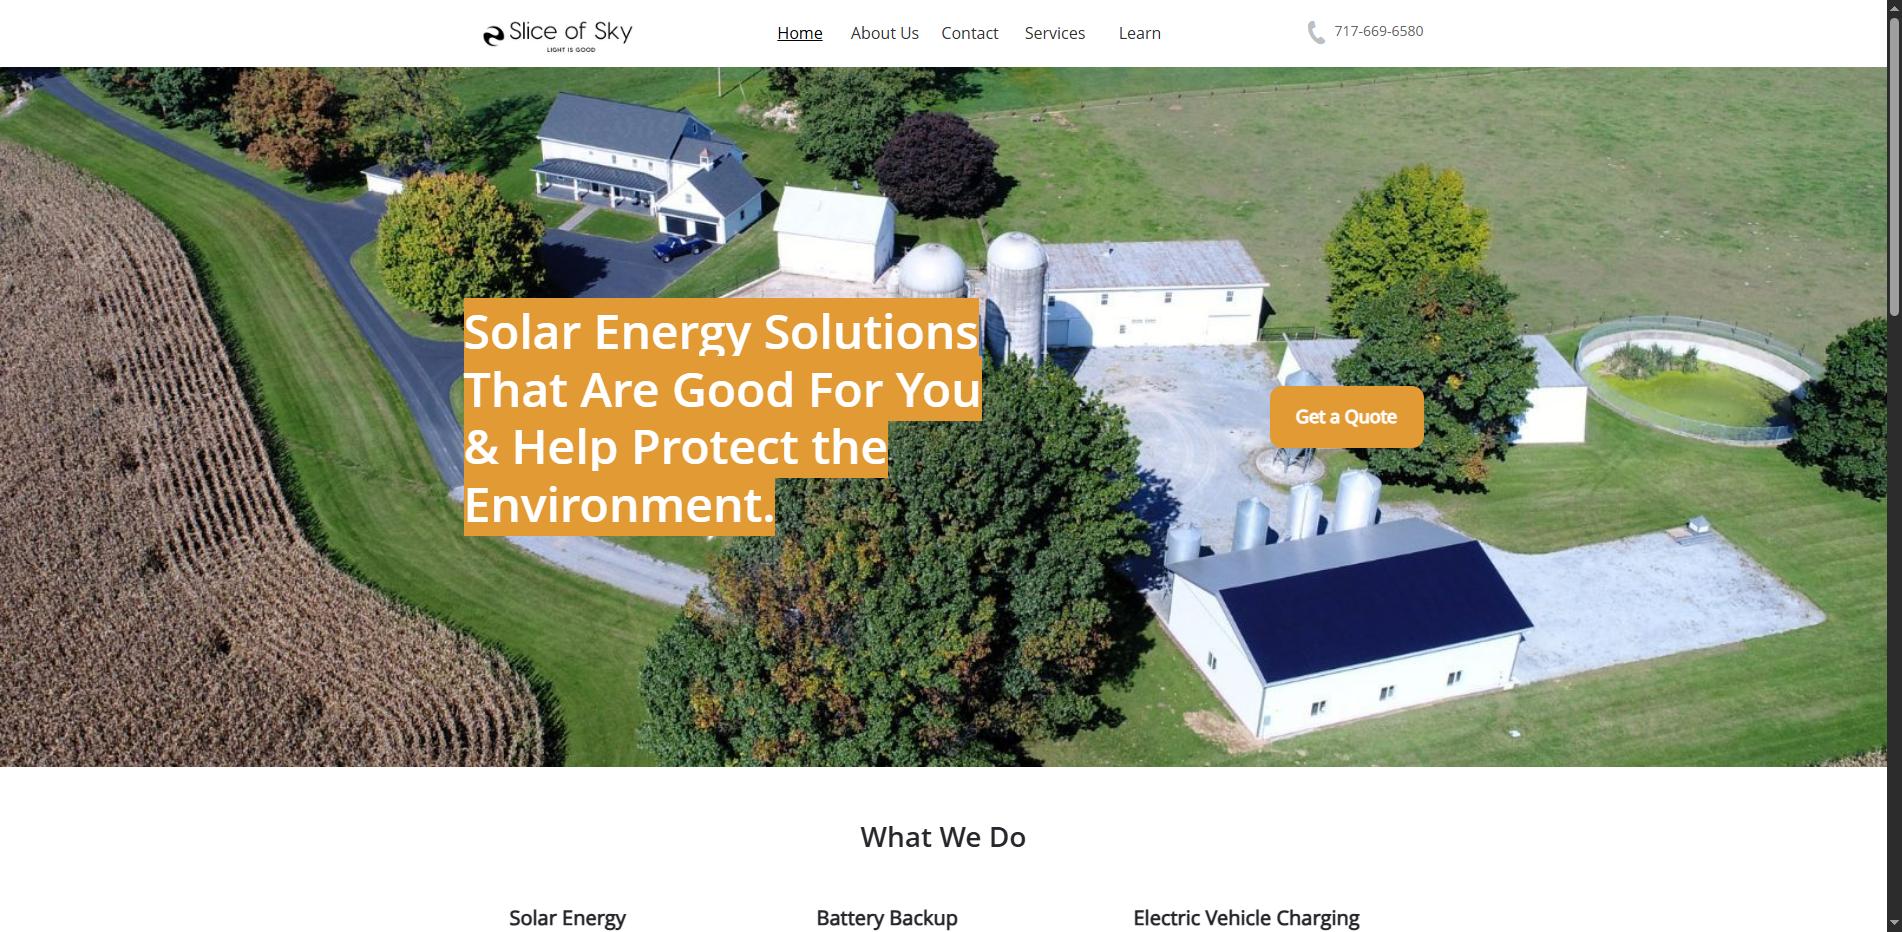 Slice of Sky
LIGHT IS GOOD
Home
About Us
Contact
Services
Learn
717-669-6580
Solar Energy Solutions
That Are Good For You
& Help Protect the
Environment.
Get a Quote
What We Do
Solar Energy
Battery Backup
Electric Vehicle Charging